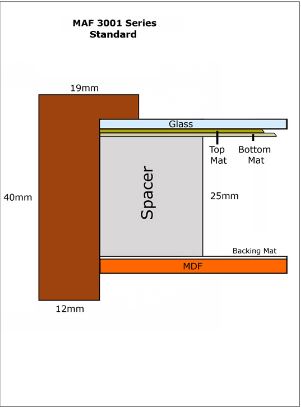 MAF 3001 Series
Standard
19mm
Glass
Top
Mat
Bottom
Mat
40mm
Spacer
25mm
Backing Mat
MDF
12mm